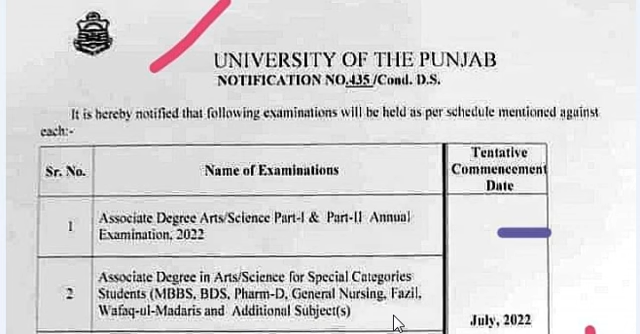 UNIVERSITY OF THE PUNJAB
NOTIFICATION NO.435/Cond. D.S.
It is hereby notified that following examinations will be held as per schedule mentioned against
each:-
Sr. No.
Name of Examinations
Tentative
Commencement
Date
1
Associate Degree Arts/Science Part-I & Part-II Annual
Examination, 2022
2
Associate Degree in Arts/Science for Special Categories
Students (MBBS, BDS, Pharm-D, General Nursing, Fazil,
Wafaq-ul-Madaris and Additional Subject(s)
July, 2022